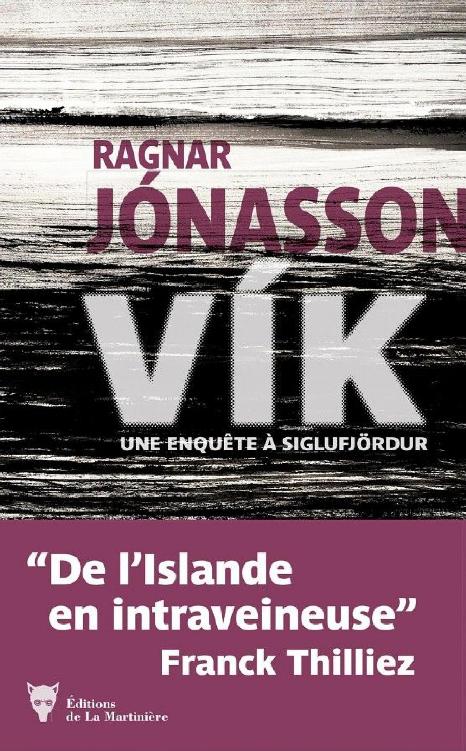 RAGNAR
JÓNASSON
VÍK
UNE ENQUÊTE À SIGLUFJÖRDUR
“De l’Islande
en intraveineuse”
Franck Thilliez
Éditions
de La Martinière